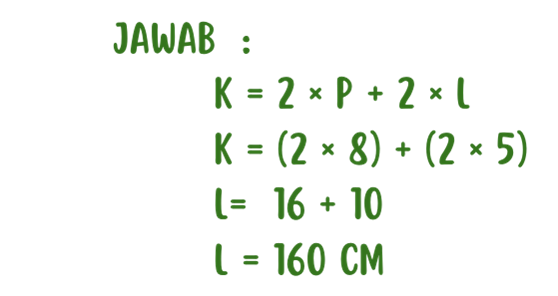 JAWAB :
K = 2 × P + 2 × L
K = (2 × 8) + (2 × 5)
L= 16 + 10
L = 160 CM